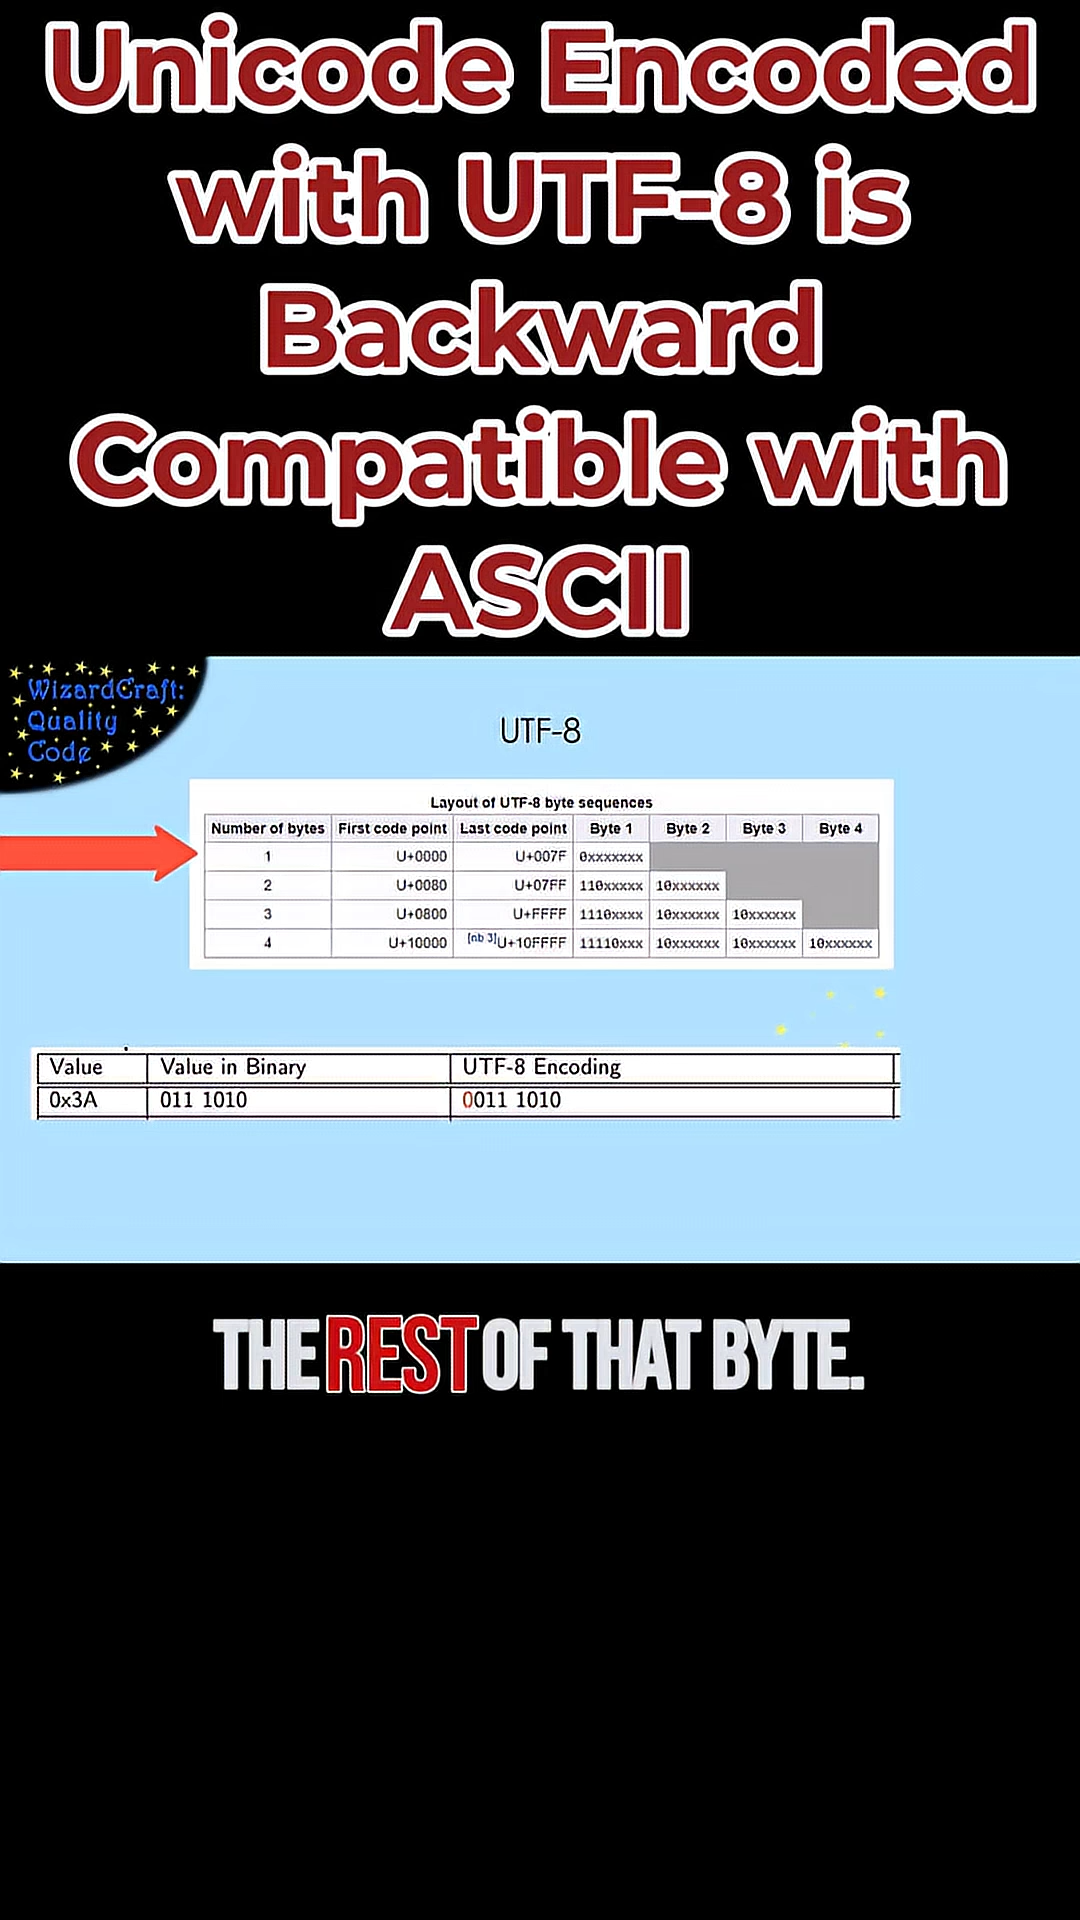 Unicode Encoded
with UTF-8 is
Backward
Compatible with
ASCII
WizardCraft:
Quality
Code
UTF-8
Layout of UTF-8 byte sequences
Number of bytes First code point Last code point Byte 1 Byte 2 Byte 3 Byte 4
1 U+0000 U+007F 0xxxxxxx
2 U+0080 U+07FF 110xxxxx 10xxxxxx
3 U+0800 U+FFFF 1110xxxx 10xxxxxx 10xxxxxx
4 U+10000 [nb 3]U+10FFFF 11110xxx 10xxxxxx 10xxxxxx 10xxxxxx
Value Value in Binary UTF-8 Encoding
0x3A 011 1010 0011 1010
THE REST OF THAT BYTE.